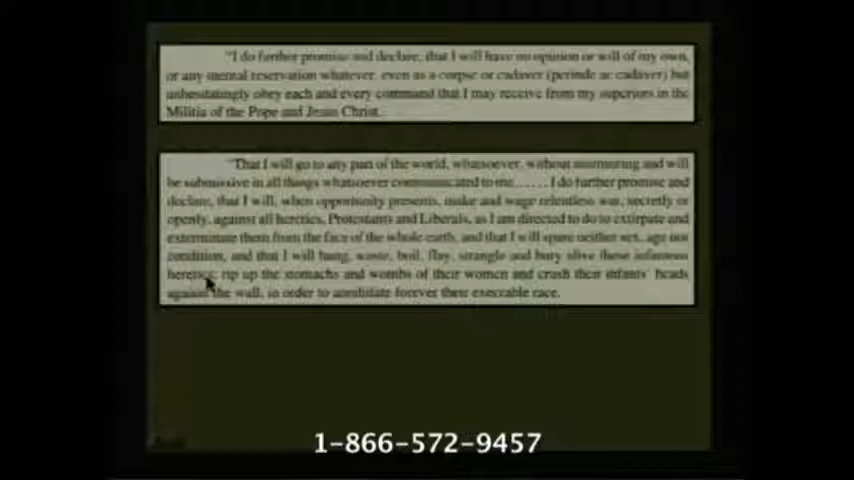 "I do further promise and declare, that I will have no opinion or will of my own,
or any mental reservation whatever, even as a corpse or cadaver (perinde ac cadaver) but
unhesitatingly obey each and every command that I may receive from my superiors in the
Militia of the Pope and Jesus Christ.
"That I will go to any part of the world, whatsoever, without murmuring and will
be submissive in all things whatsoever communicated to me...... I do further promise and
declare, that I will, when opportunity presents, make and wage relentless war, secretly or
openly, against all heretics, Protestants and Liberals, as I am directed to do to extirpate and
exterminate them from the face of the whole earth, and that I will spare neither sex, age nor
condition, and that I will hang, waste, boil, flay, strangle and bury alive these infamous
heretics; rip up the stomachs and wombs of their women and crush their infants' heads
against the wall, in order to annihilate forever their execrable race.
1-866-572-9457